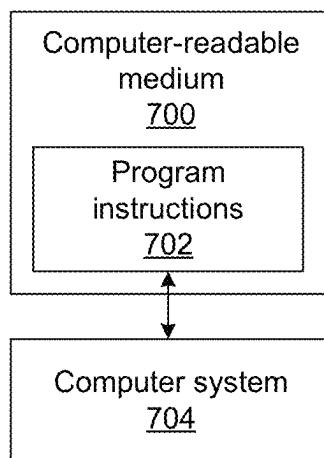 Computer-readable
medium
700
Program
instructions
702
Computer system
704